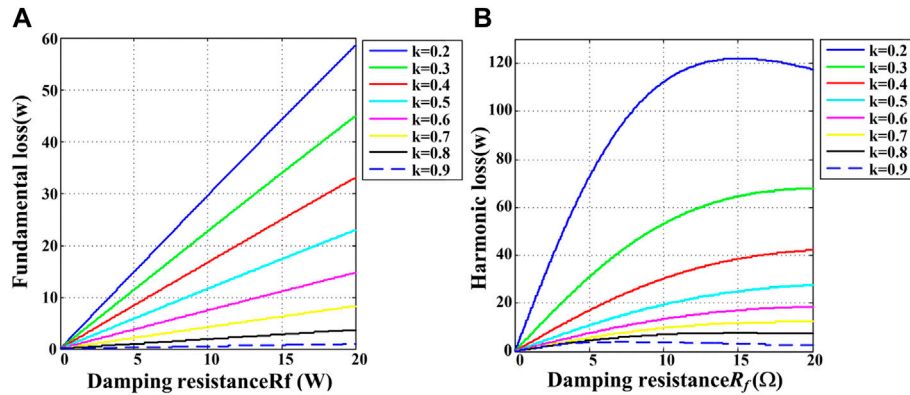 A
Fundamental loss(w)
60
50
40
30
20
10
0
0 5 10 15 20
Damping resistanceRf (W)
k=0.2
k=0.3
k=0.4
k=0.5
k=0.6
k=0.7
k=0.8
k=0.9
B
Harmonic loss(w)
120
100
80
60
40
20
0
0 5 10 15 20
Damping resistanceRf(Ω)
k=0.2
k=0.3
k=0.4
k=0.5
k=0.6
k=0.7
k=0.8
k=0.9